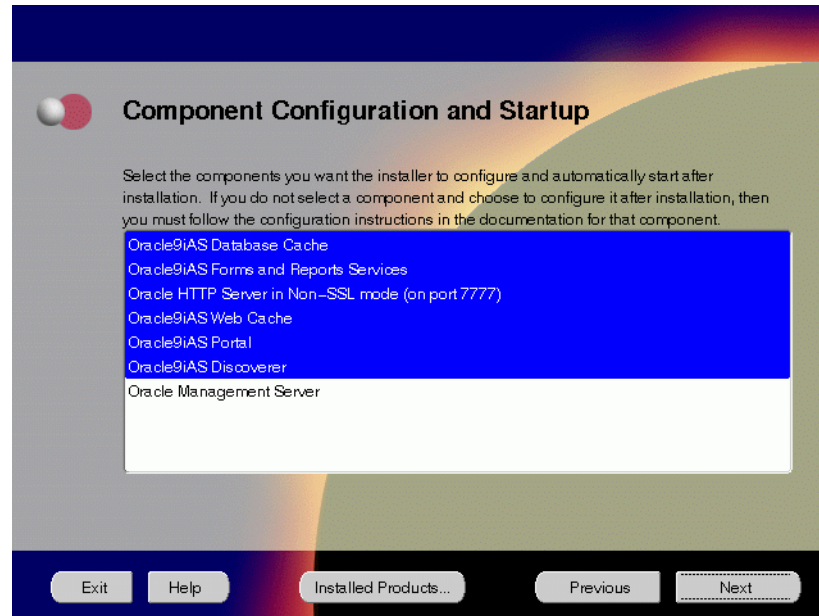 Component Configuration and Startup
Select the components you want the installer to configure and automatically start after
installation. If you do not select a component and choose to configure it after installation, then
you must follow the configuration instructions in the documentation for that component.
Oracle9iAS Database Cache
Oracle9iAS Forms and Reports Services
Oracle HTTP Server in Non-SSL mode (on port 7777)
Oracle9iAS Web Cache
Oracle9iAS Portal
Oracle9iAS Discoverer
Oracle Management Server
Exit Help Installed Products... Previous Next